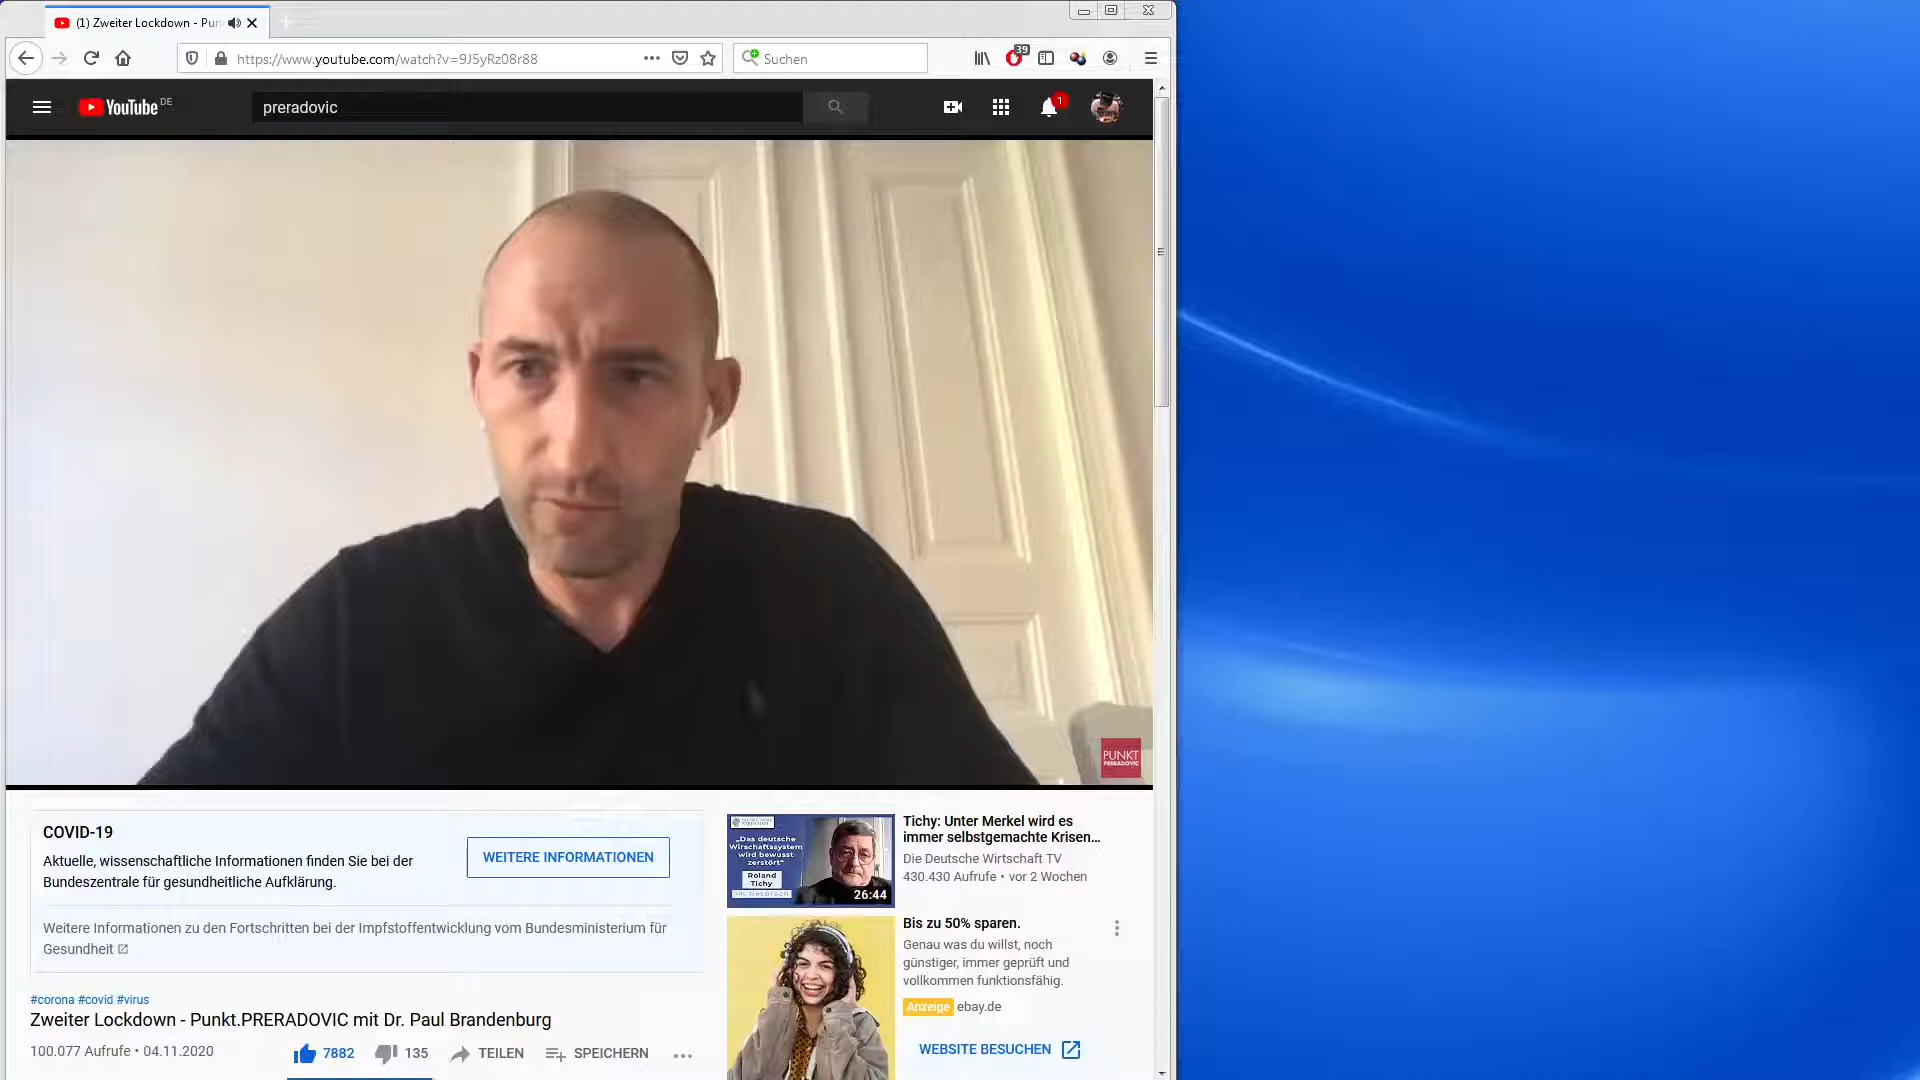 (1) Zweiter Lockdown - Pun
https://www.youtube.com/watch?v=9J5yRz08r88
Suchen
39
YouTube DE
preradovic
1
PUNKT
PRERADOVIC
COVID-19
Aktuelle, wissenschaftliche Informationen finden Sie bei der
Bundeszentrale für gesundheitliche Aufklärung.
WEITERE INFORMATIONEN
Weitere Informationen zu den Fortschritten bei der Impfstoffentwicklung vom Bundesministerium für
Gesundheit
#corona #covid #virus
Zweiter Lockdown - Punkt.PRERADOVIC mit Dr. Paul Brandenburg
100.077 Aufrufe • 04.11.2020
7882
135
TEILEN
SPEICHERN
„Das deutsche
Wirschaftssystem
wird bewusst
zerstört"
Roland
Tichy
26:44
Tichy: Unter Merkel wird es
immer selbstgemachte Krisen...
Die Deutsche Wirtschaft TV
430.430 Aufrufe • vor 2 Wochen
Bis zu 50% sparen.
Genau was du willst, noch
günstiger, immer geprüft und
vollkommen funktionsfähig.
Anzeige ebay.de
WEBSITE BESUCHEN